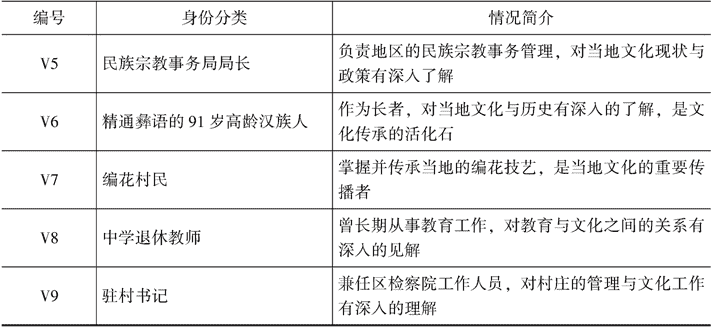 编号 身份分类 情况简介
V5 民族宗教事务局局长 负责地区的民族宗教事务管理，对当地文化现状与
政策有深入了解
V6 精通彝语的 91 岁高龄汉族人 作为长者，对当地文化与历史有深入的了解，是文
化传承的活化石
V7 编花村民 掌握并传承当地的编花技艺，是当地文化的重要传
播者
V8 中学退休教师 曾长期从事教育工作，对教育与文化之间的关系有
深入的见解
V9 驻村书记 兼任区检察院工作人员，对村庄的管理与文化工作
有深入的理解